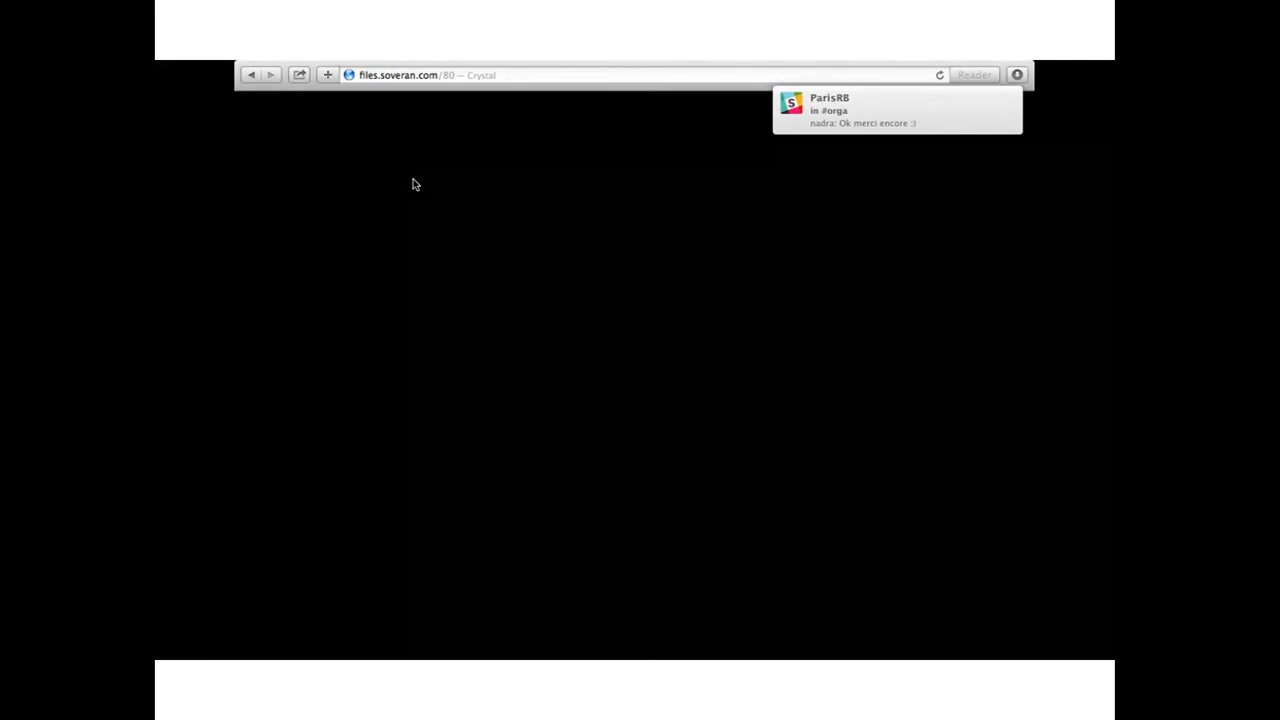 files.soveran.com/80 — Crystal
Reader
S
ParisRB
in #orga
nadra: Ok merci encore :)